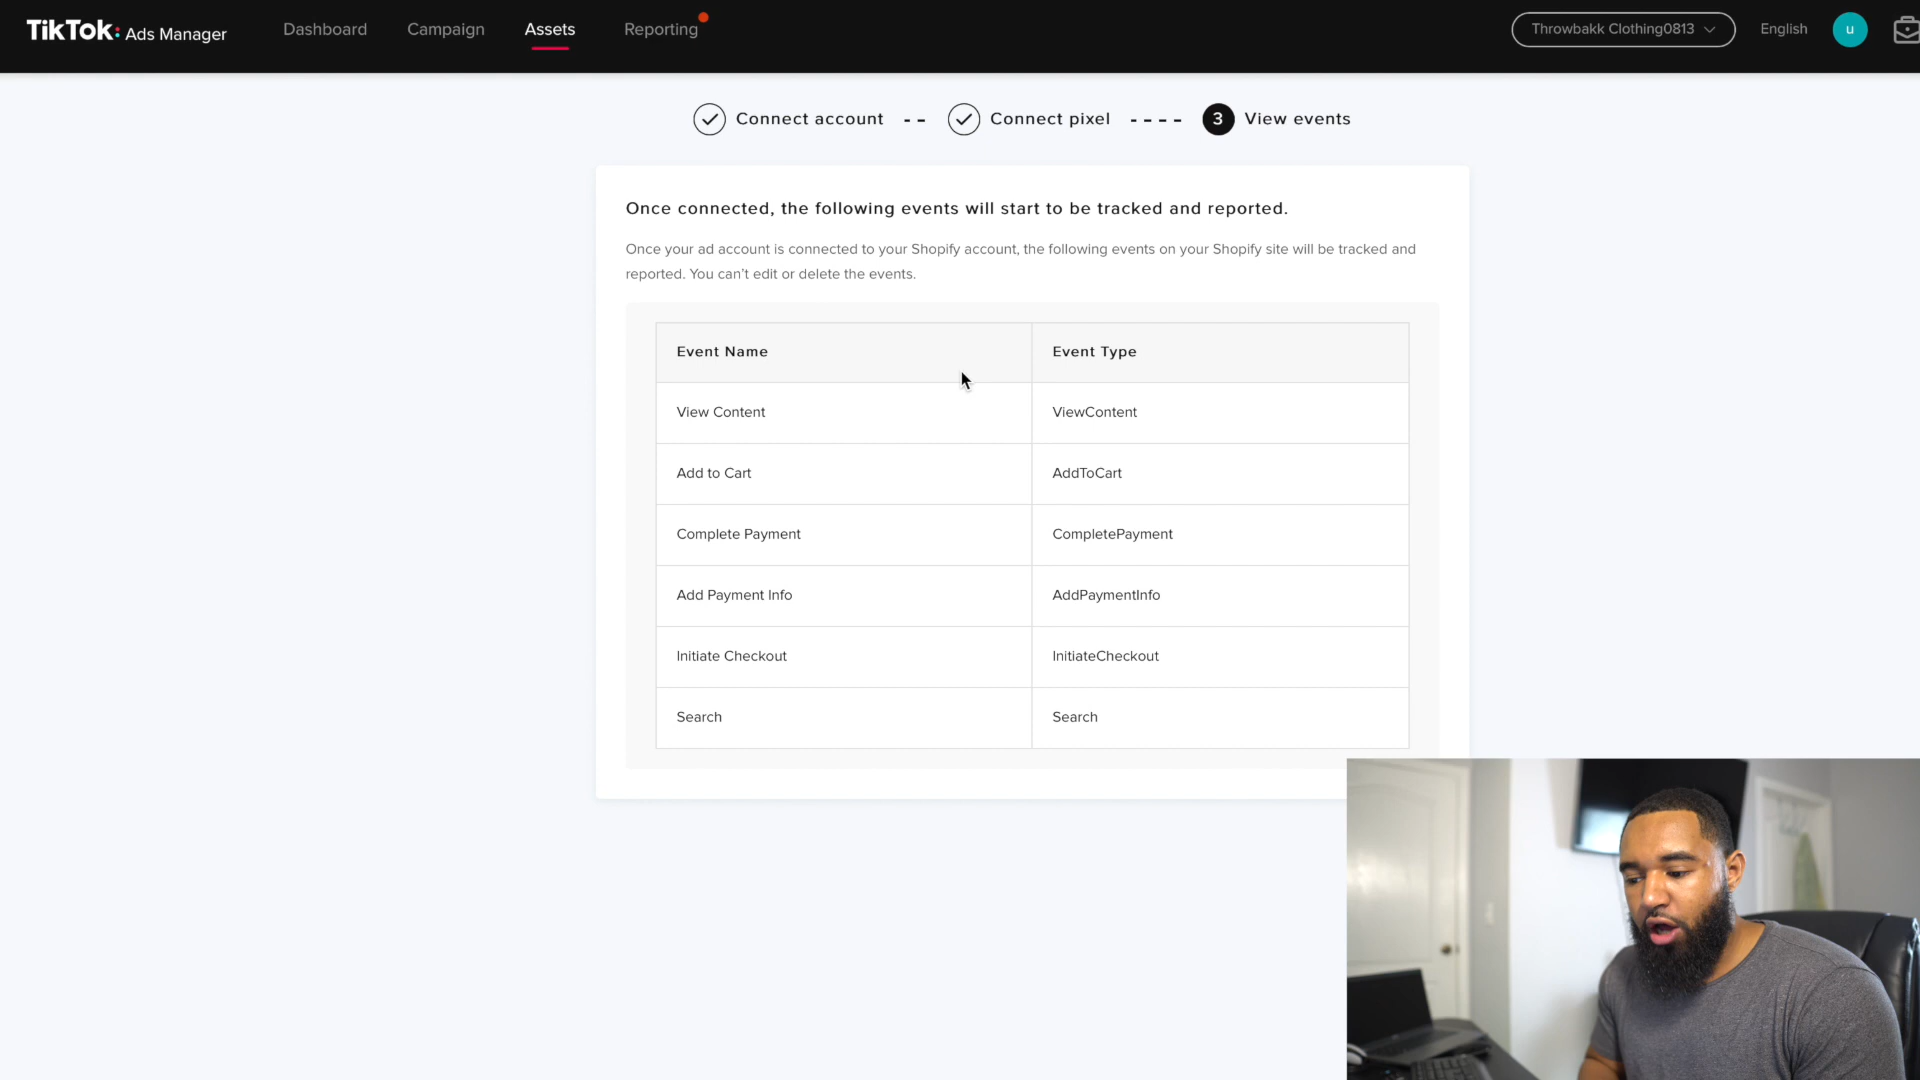 TikTok: Ads Manager
Dashboard
Campaign
Assets
Reporting
Throwbakk Clothing0813
English
u
Connect account
Connect pixel
3 View events
Once connected, the following events will start to be tracked and reported.
Once your ad account is connected to your Shopify account, the following events on your Shopify site will be tracked and
reported. You can't edit or delete the events.
Event Name
Event Type
View Content
ViewContent
Add to Cart
AddToCart
Complete Payment
CompletePayment
Add Payment Info
AddPaymentInfo
Initiate Checkout
InitiateCheckout
Search
Search